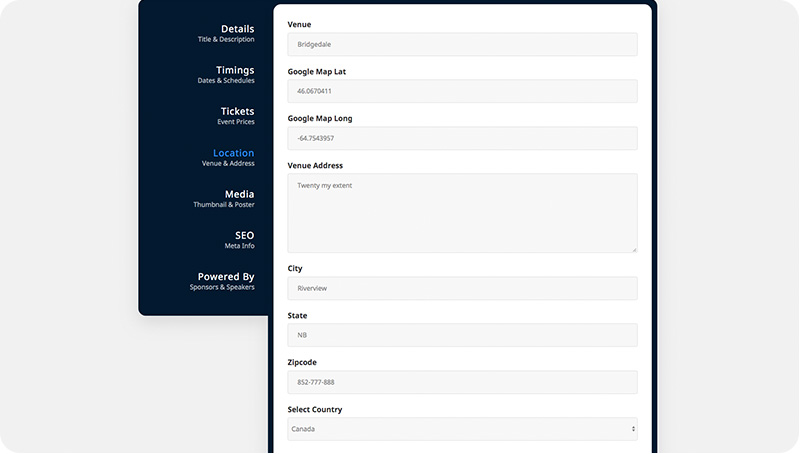 Details
Title & Description
Timings
Dates & Schedules
Tickets
Event Prices
Location
Venue & Address
Media
Thumbnail & Poster
SEO
Meta Info
Powered By
Sponsors & Speakers
Venue
Bridgedale
Google Map Lat
46.0670411
Google Map Long
-64.7543957
Venue Address
Twenty my extent
City
Riverview
State
NB
Zipcode
852-777-888
Select Country
Canada